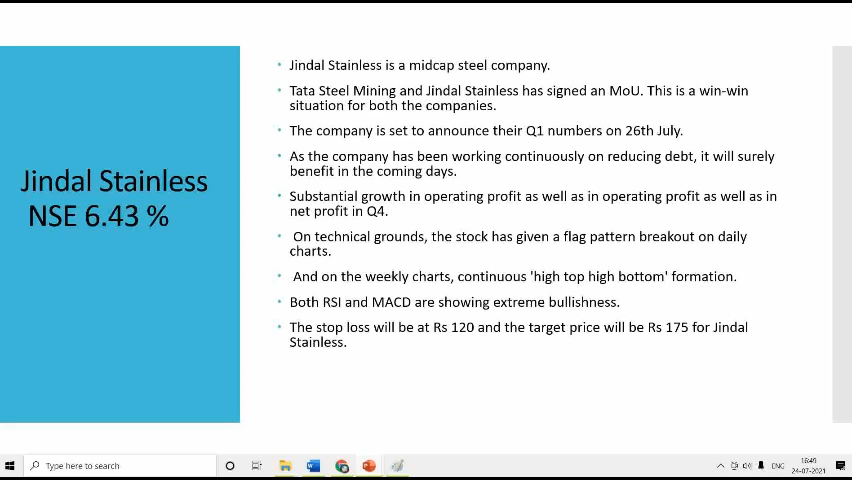 Jindal Stainless
NSE 6.43 %
• Jindal Stainless is a midcap steel company.
• Tata Steel Mining and Jindal Stainless has signed an MoU. This is a win-win
situation for both the companies.
• The company is set to announce their Q1 numbers on 26th July.
• As the company has been working continuously on reducing debt, it will surely
benefit in the coming days.
• Substantial growth in operating profit as well as in operating profit as well as in
net profit in Q4.
• On technical grounds, the stock has given a flag pattern breakout on daily
charts.
• And on the weekly charts, continuous 'high top high bottom' formation.
• Both RSI and MACD are showing extreme bullishness.
• The stop loss will be at Rs 120 and the target price will be Rs 175 for Jindal
Stainless.
Type here to search
ENG
16:49
24-07-2021